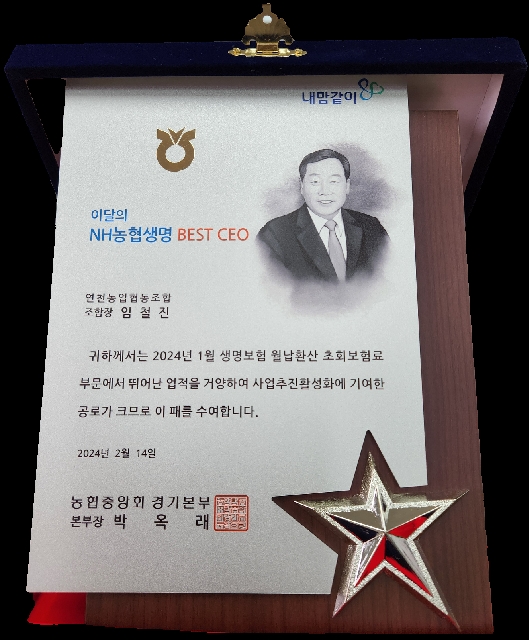 내맘같이
이달의
NH농협생명 BEST CEO
연천농업협동조합
조합장 임철진
귀하께서는 2024년 1월 생명보험 월납환산 초회보험료
부문에서 뛰어난 업적을 거양하여 사업추진활성화에 기여한
공로가 크므로 이 패를 수여합니다.
2024년 2월 14일
농협중앙회 경기본부
본부장 박옥래